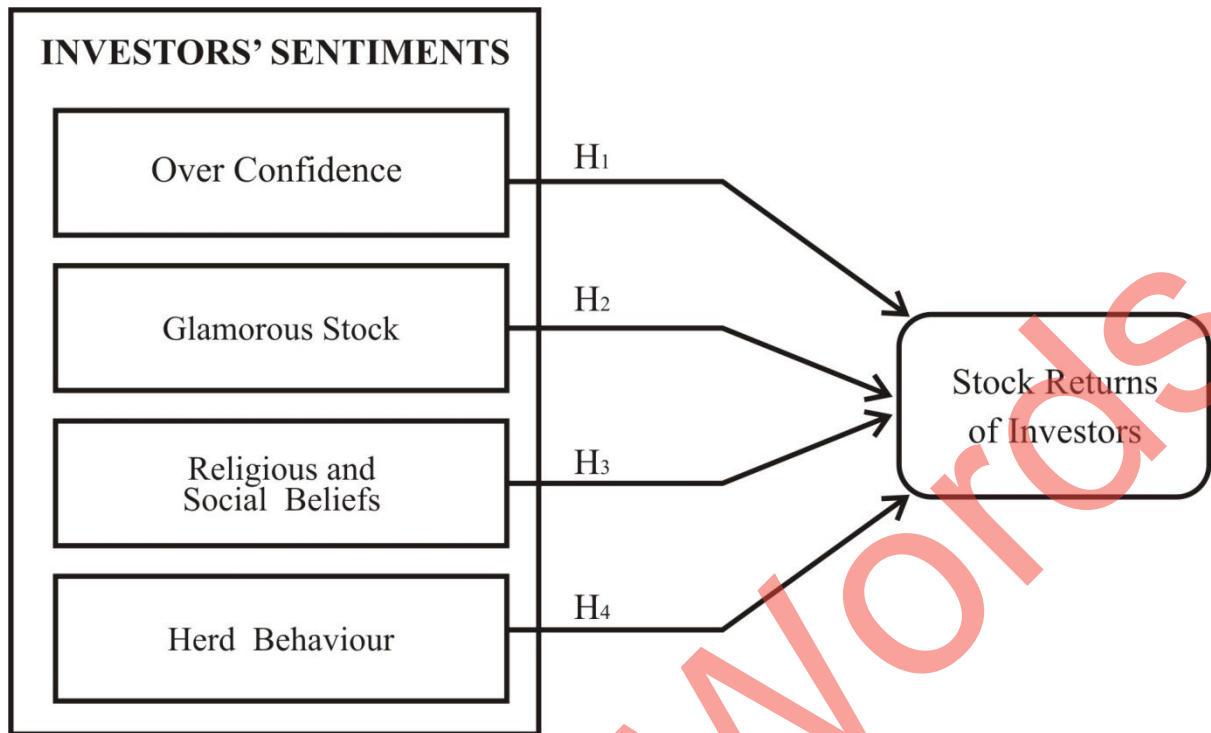 INVESTORS’ SENTIMENTS
Over Confidence
H1
Glamorous Stock
H2
Religious and
Social Beliefs
H3
Herd Behaviour
H4
Stock Returns
of Investors
Words